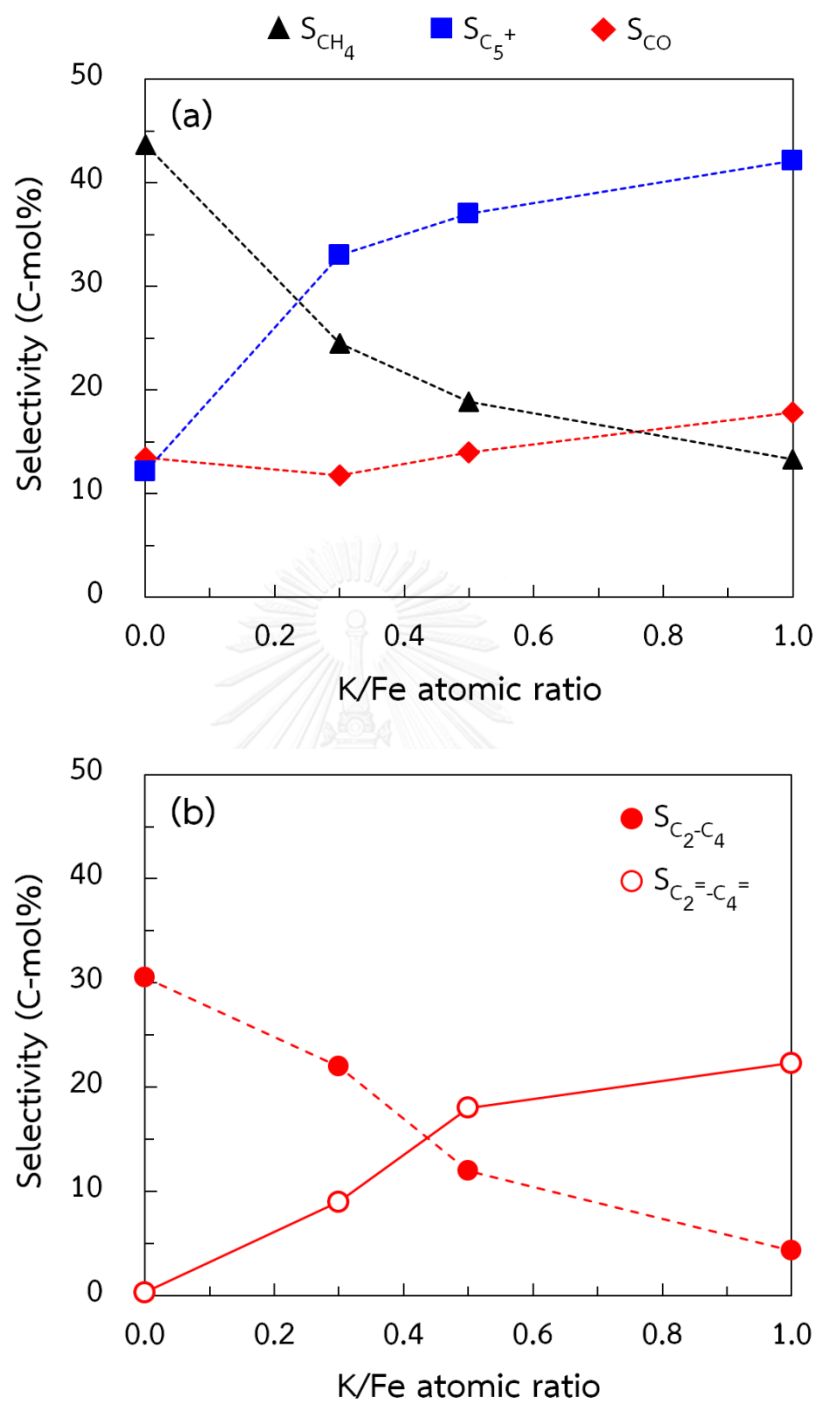 S_CH4 S_C5+ S_CO
(a)
Selectivity (C-mol%)
50
40
30
20
10
0
0.0 0.2 0.4 0.6 0.8 1.0
K/Fe atomic ratio
(b)
S_C2-C4
S_C2=-C4=
Selectivity (C-mol%)
50
40
30
20
10
0
0.0 0.2 0.4 0.6 0.8 1.0
K/Fe atomic ratio